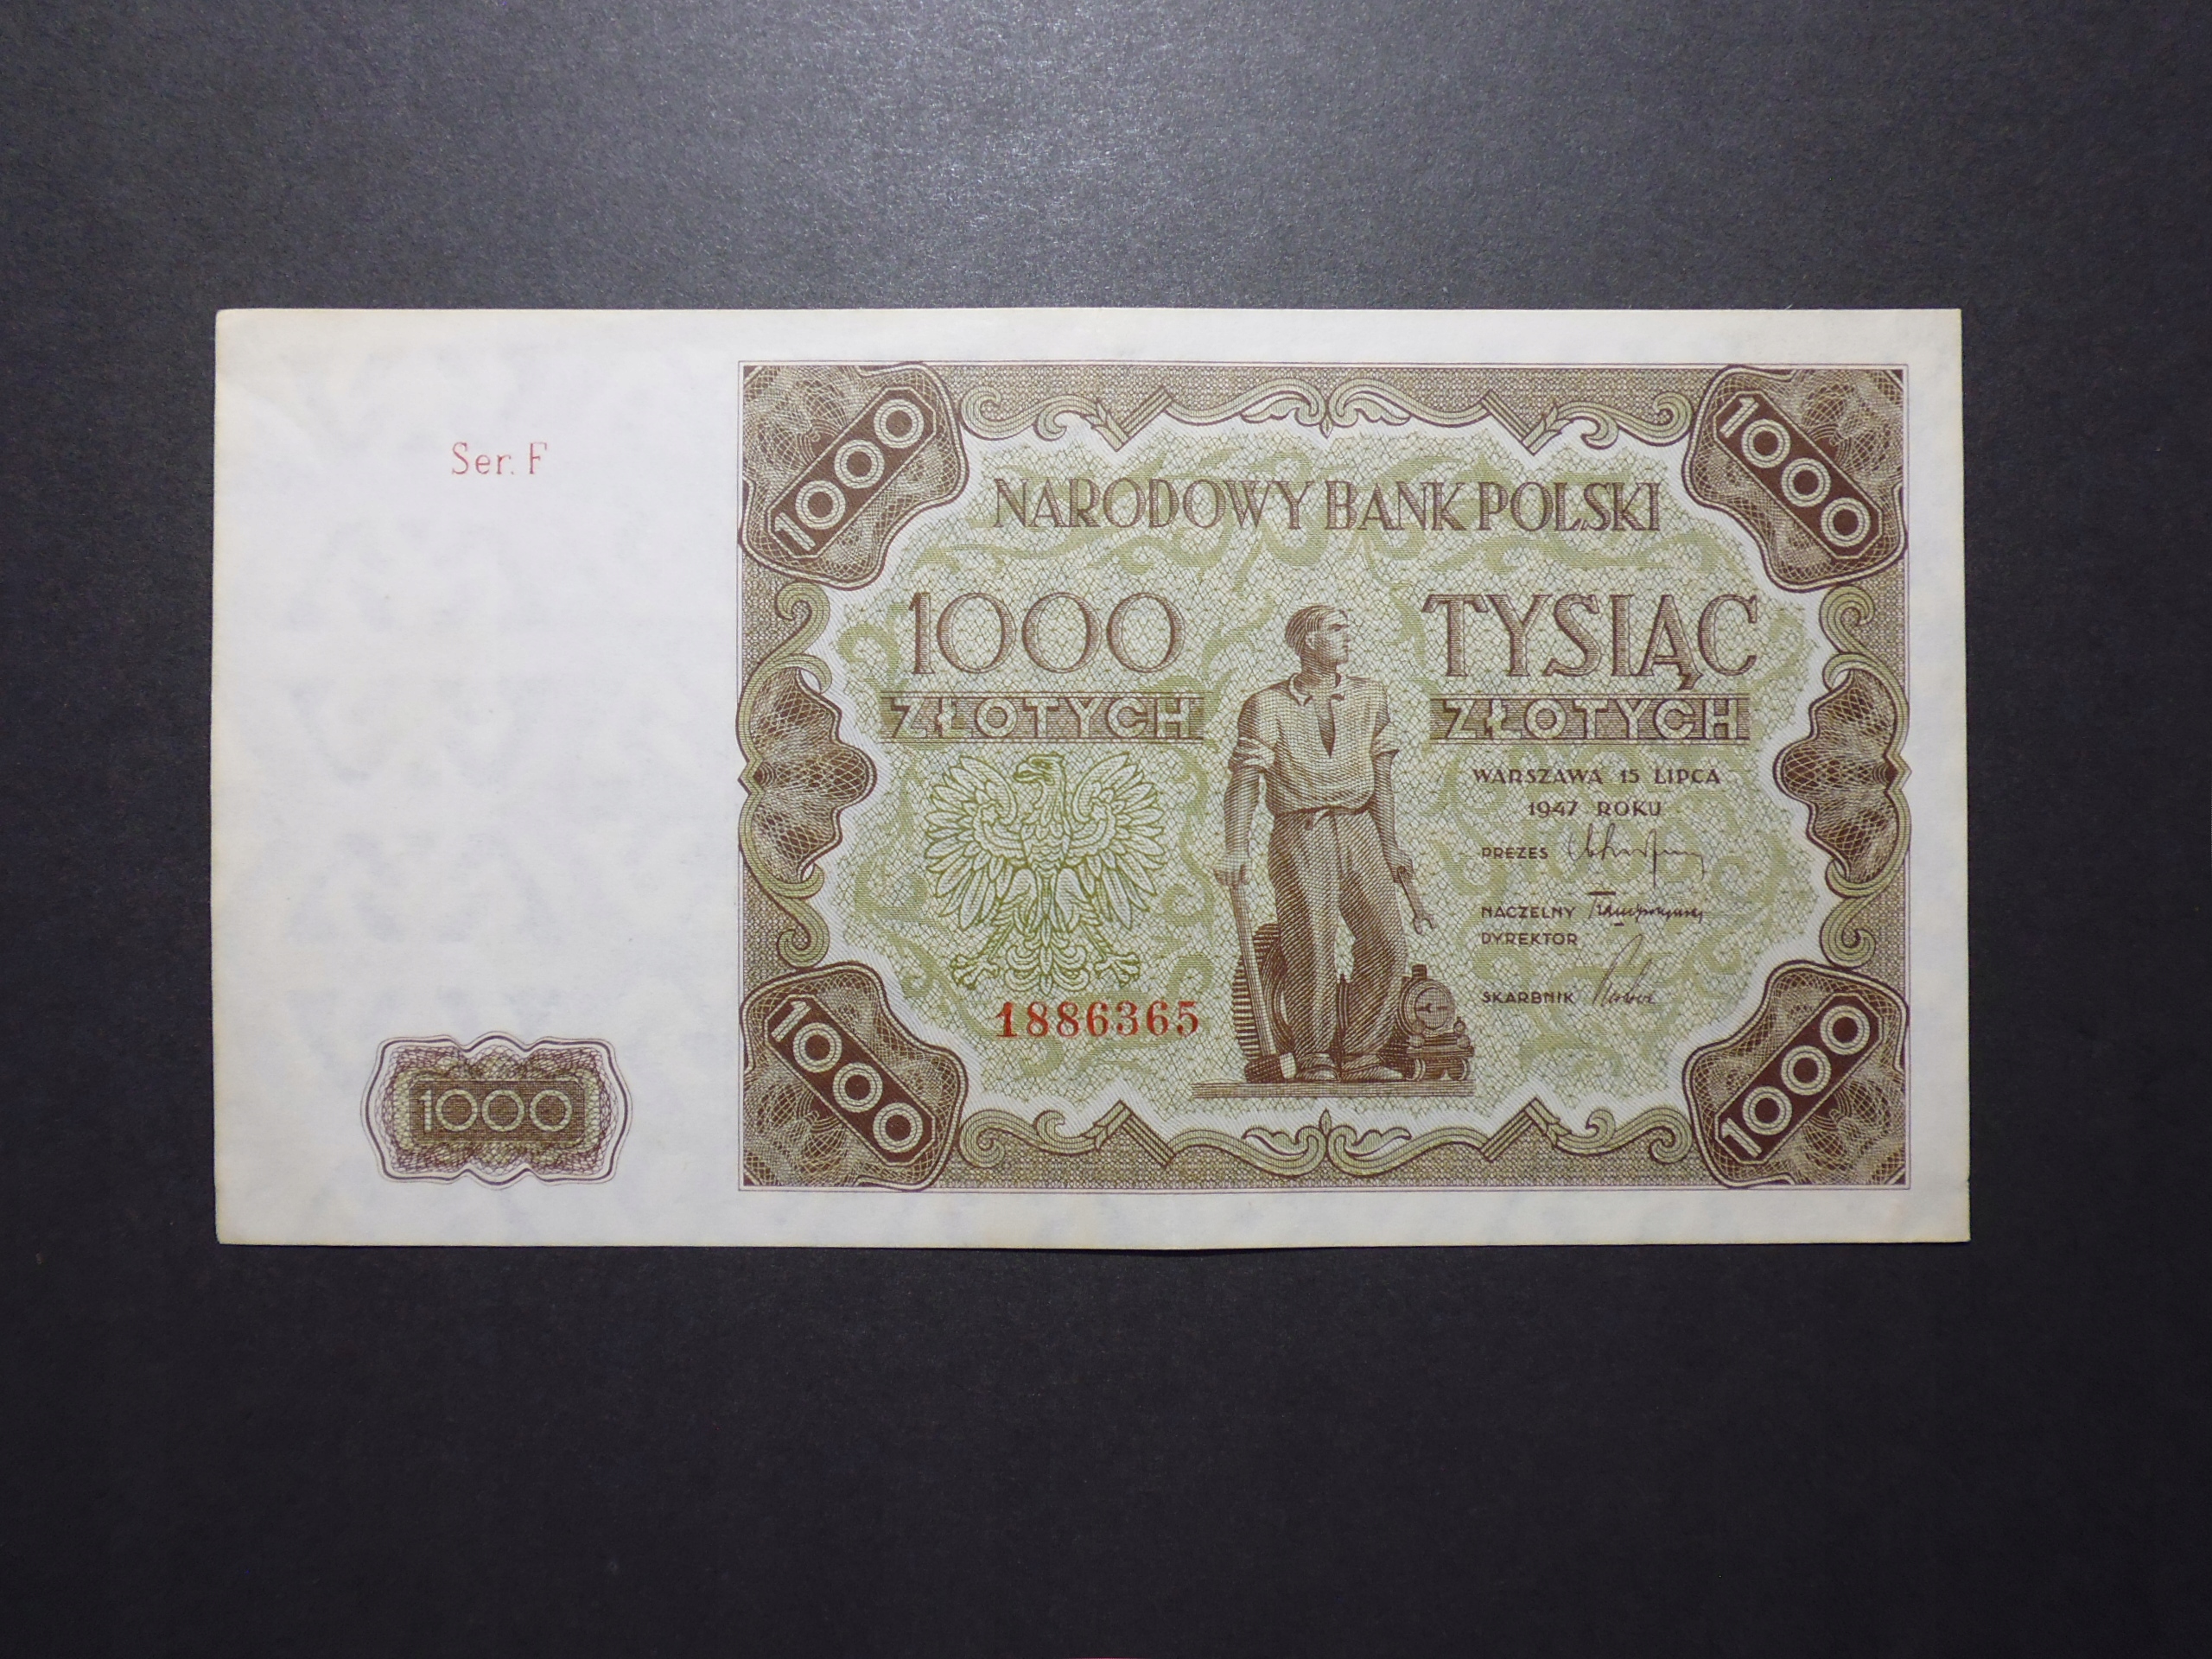 Ser. F
1000
1000
1000
NARODOWY BANK POLSKI
1000
TYSIĄC
ZŁOTYCH
ZŁOTYCH
WARSZAWA 15 LIPCA
1947 ROKU
PREZES
NACZELNY
DYREKTOR
SKARBNIK
1886365
1000
1000